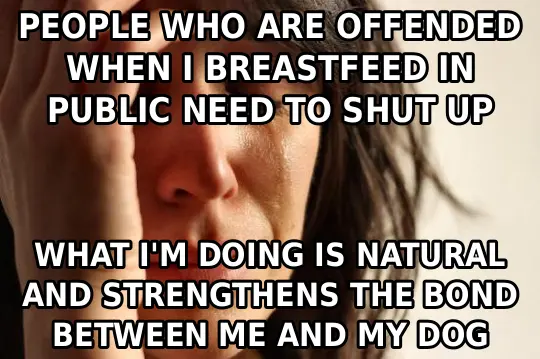 PEOPLE WHO ARE OFFENDED
WHEN I BREASTFEED IN
PUBLIC NEED TO SHUT UP
WHAT I'M DOING IS NATURAL
AND STRENGTHENS THE BOND
BETWEEN ME AND MY DOG